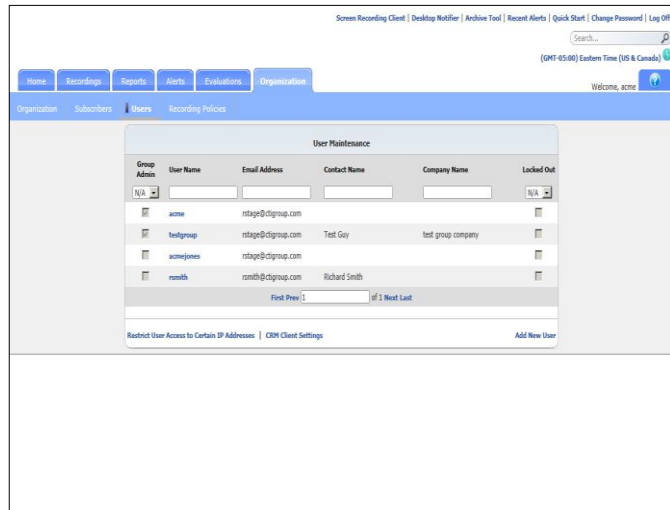 Screen Recording Client | Desktop Notifier | Archive Tool | Recent Alerts | Quick Start | Change Password | Log Off
Search...
(GMT-05:00) Eastern Time (US & Canada)
Home Recordings Reports Alerts Evaluations Organization
Welcome, acme
Organization Subscribers Users Recording Policies
User Maintenance
Group Admin User Name Email Address Contact Name Company Name Locked Out
N/A N/A
acme rstage@ctigroup.com
testgroup rstage@ctigroup.com Test Guy test group company
acmejones rstage@ctigroup.com
rsmith rsmith@ctigroup.com Richard Smith
First Prev 1 of 1 Next Last
Restrict User Access to Certain IP Addresses | CRM Client Settings Add New User